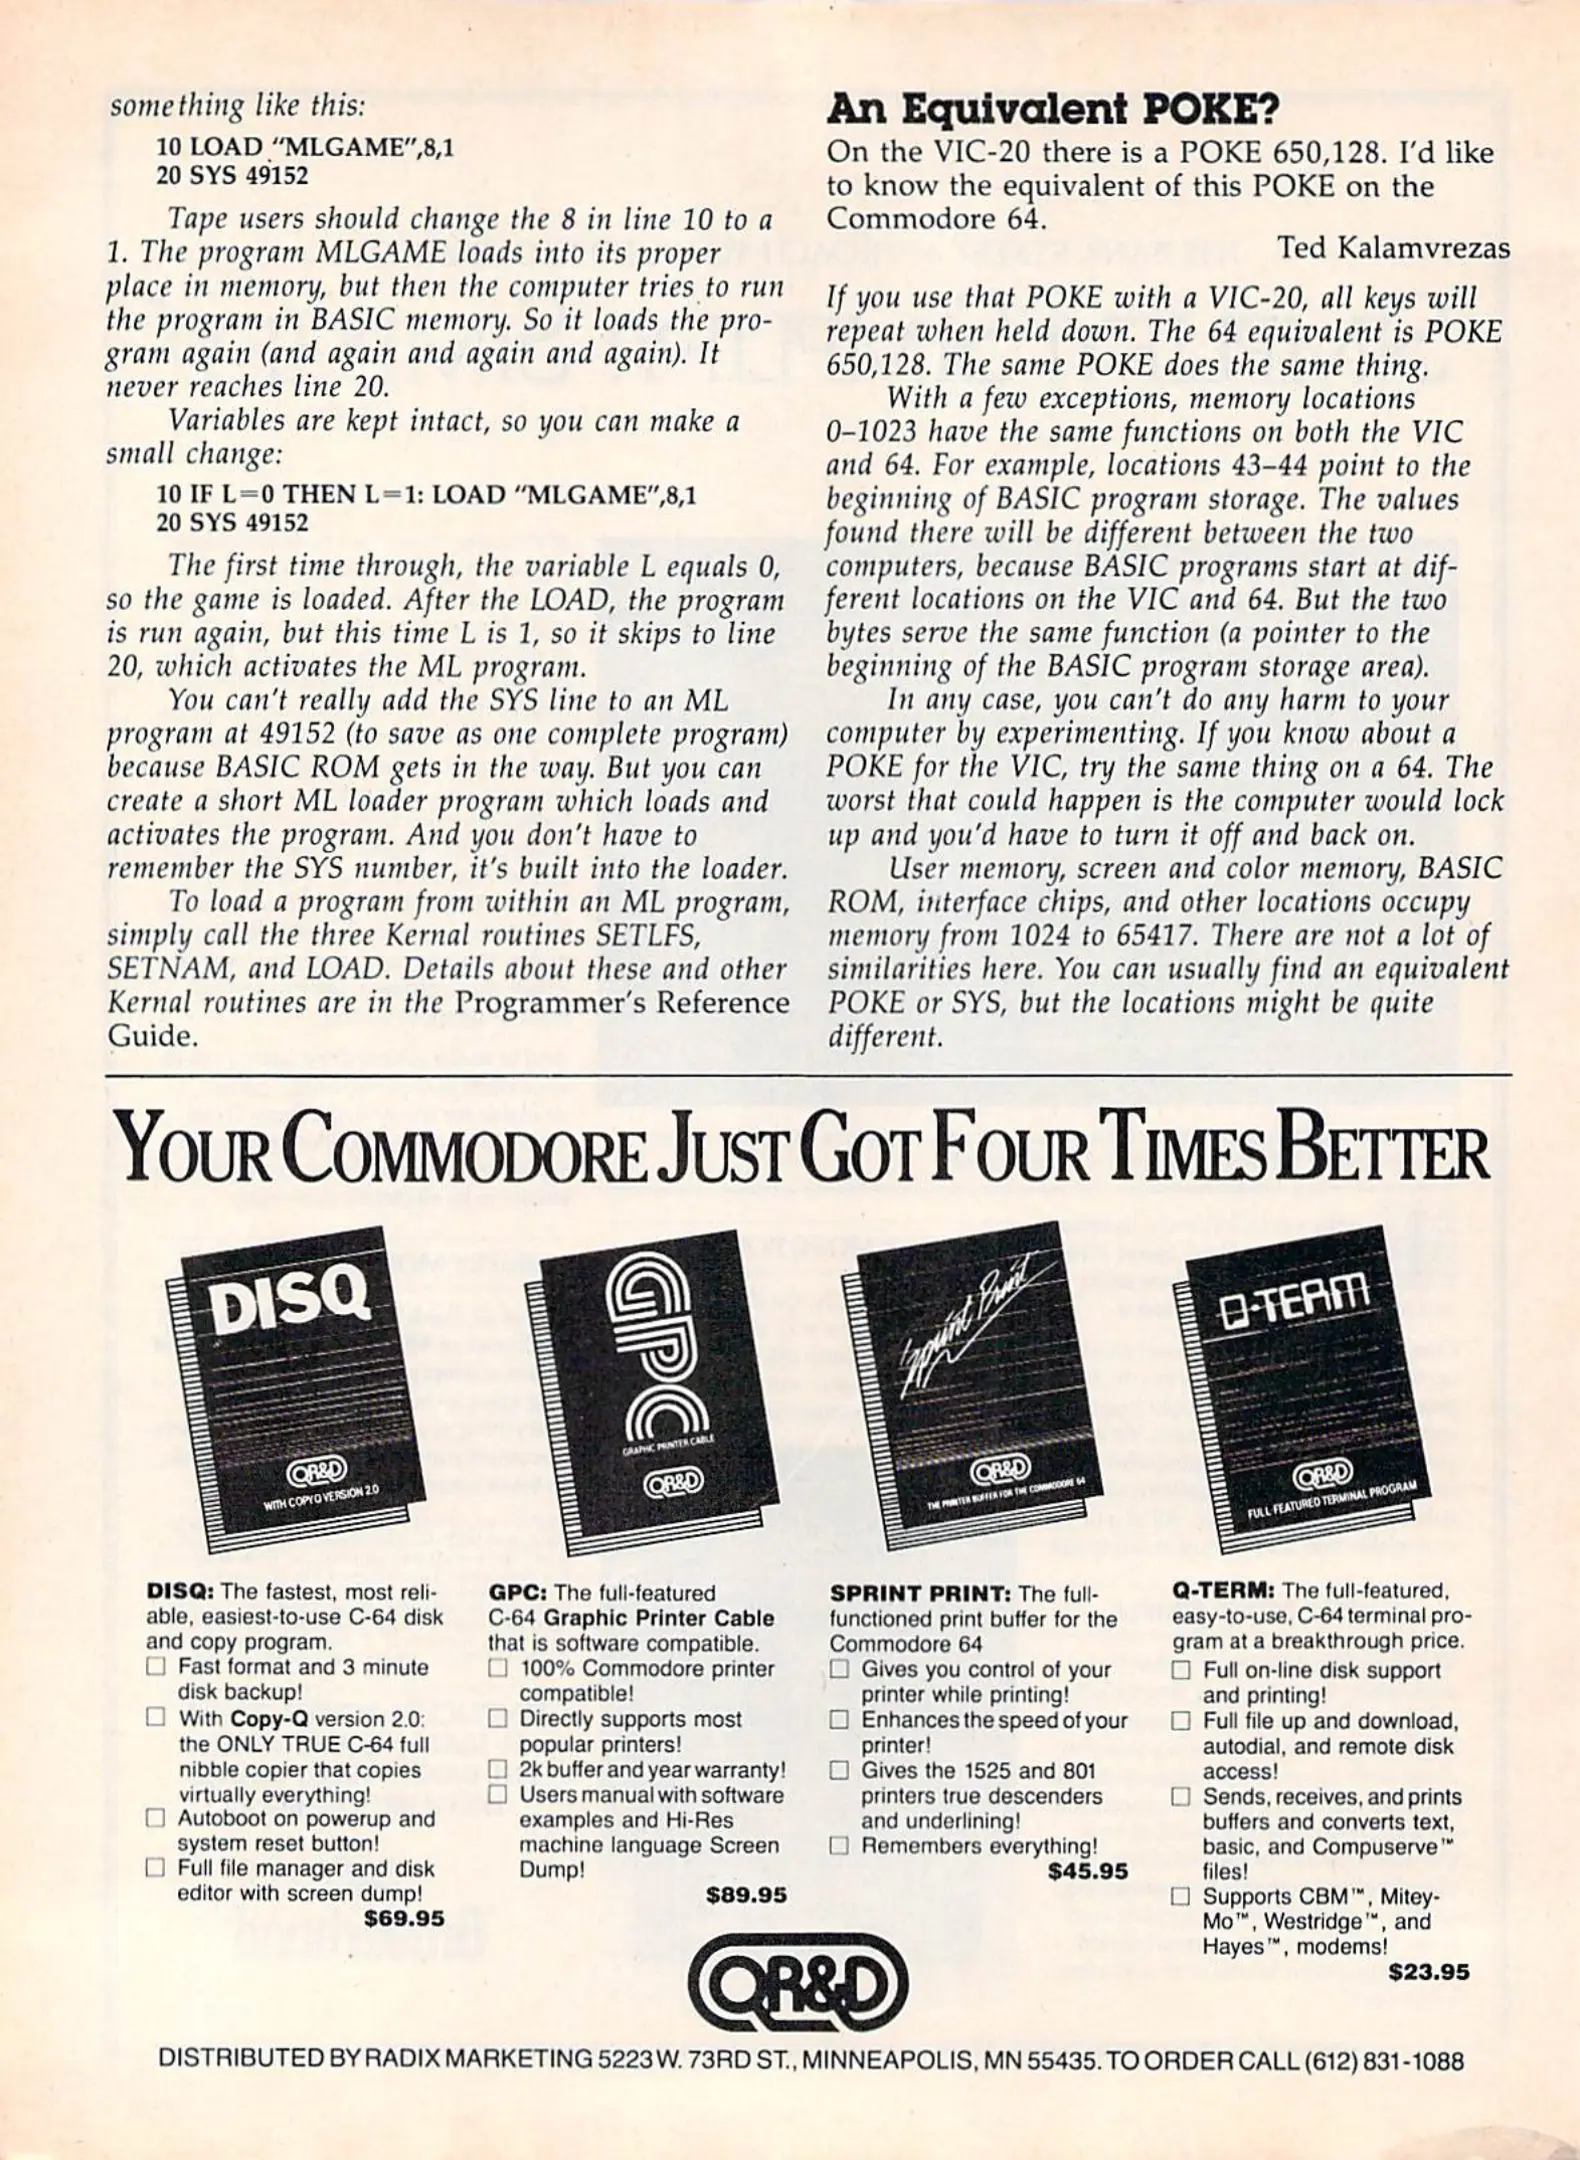 something like this:
10 LOAD "MLGAME",8,1
20 SYS 49152
Tape users should change the 8 in line 10 to a
1. The program MLGAME loads into its proper
place in memory, but then the computer tries to run
the program in BASIC memory. So it loads the pro-
gram again (and again and again and again). It
never reaches line 20.
Variables are kept intact, so you can make a
small change:
10 IF L=0 THEN L=1: LOAD "MLGAME",8,1
20 SYS 49152
The first time through, the variable L equals 0,
so the game is loaded. After the LOAD, the program
is run again, but this time L is 1, so it skips to line
20, which activates the ML program.
You can't really add the SYS line to an ML
program at 49152 (to save as one complete program)
because BASIC ROM gets in the way. But you can
create a short ML loader program which loads and
activates the program. And you don't have to
remember the SYS number, it's built into the loader.
To load a program from within an ML program,
simply call the three Kernal routines SETLFS,
SETNAM, and LOAD. Details about these and other
Kernal routines are in the Programmer's Reference
Guide.
An Equivalent POKE?
On the VIC-20 there is a POKE 650,128. I'd like
to know the equivalent of this POKE on the
Commodore 64.
Ted Kalamvrezas
If you use that POKE with a VIC-20, all keys will
repeat when held down. The 64 equivalent is POKE
650,128. The same POKE does the same thing.
With a few exceptions, memory locations
0–1023 have the same functions on both the VIC
and 64. For example, locations 43–44 point to the
beginning of BASIC program storage. The values
found there will be different between the two
computers, because BASIC programs start at dif-
ferent locations on the VIC and 64. But the two
bytes serve the same function (a pointer to the
beginning of the BASIC program storage area).
In any case, you can't do any harm to your
computer by experimenting. If you know about a
POKE for the VIC, try the same thing on a 64. The
worst that could happen is the computer would lock
up and you'd have to turn it off and back on.
User memory, screen and color memory, BASIC
ROM, interface chips, and other locations occupy
memory from 1024 to 65417. There are not a lot of
similarities here. You can usually find an equivalent
POKE or SYS, but the locations might be quite
different.
YOUR COMMODORE JUST GOT FOUR TIMES BETTER
DISQ
QR&D
WITH COPY Q VERSION 2.0
GPC
GRAPHIC PRINTER CABLE
QR&D
Sprint Print
QR&D
THE PRINTER BUFFER FOR THE COMMODORE 64
Q-TERM
QR&D
FULL FEATURED TERMINAL PROGRAM
DISQ: The fastest, most reli-
able, easiest-to-use C-64 disk
and copy program.
☐ Fast format and 3 minute
disk backup!
☐ With Copy-Q version 2.0:
the ONLY TRUE C-64 full
nibble copier that copies
virtually everything!
☐ Autoboot on powerup and
system reset button!
☐ Full file manager and disk
editor with screen dump!
$69.95
GPC: The full-featured
C-64 Graphic Printer Cable
that is software compatible.
☐ 100% Commodore printer
compatible!
☐ Directly supports most
popular printers!
☐ 2k buffer and year warranty!
☐ Users manual with software
examples and Hi-Res
machine language Screen
Dump!
$89.95
SPRINT PRINT: The full-
functioned print buffer for the
Commodore 64
☐ Gives you control of your
printer while printing!
☐ Enhances the speed of your
printer!
☐ Gives the 1525 and 801
printers true descenders
and underlining!
☐ Remembers everything!
$45.95
Q-TERM: The full-featured,
easy-to-use, C-64 terminal pro-
gram at a breakthrough price.
☐ Full on-line disk support
and printing!
☐ Full file up and download,
autodial, and remote disk
access!
☐ Sends, receives, and prints
buffers and converts text,
basic, and Compuserve™
files!
☐ Supports CBM™, Mitey-
Mo™, Westridge™, and
Hayes™, modems!
$23.95
QR&D
DISTRIBUTED BY RADIX MARKETING 5223 W. 73RD ST., MINNEAPOLIS, MN 55435. TO ORDER CALL (612) 831-1088